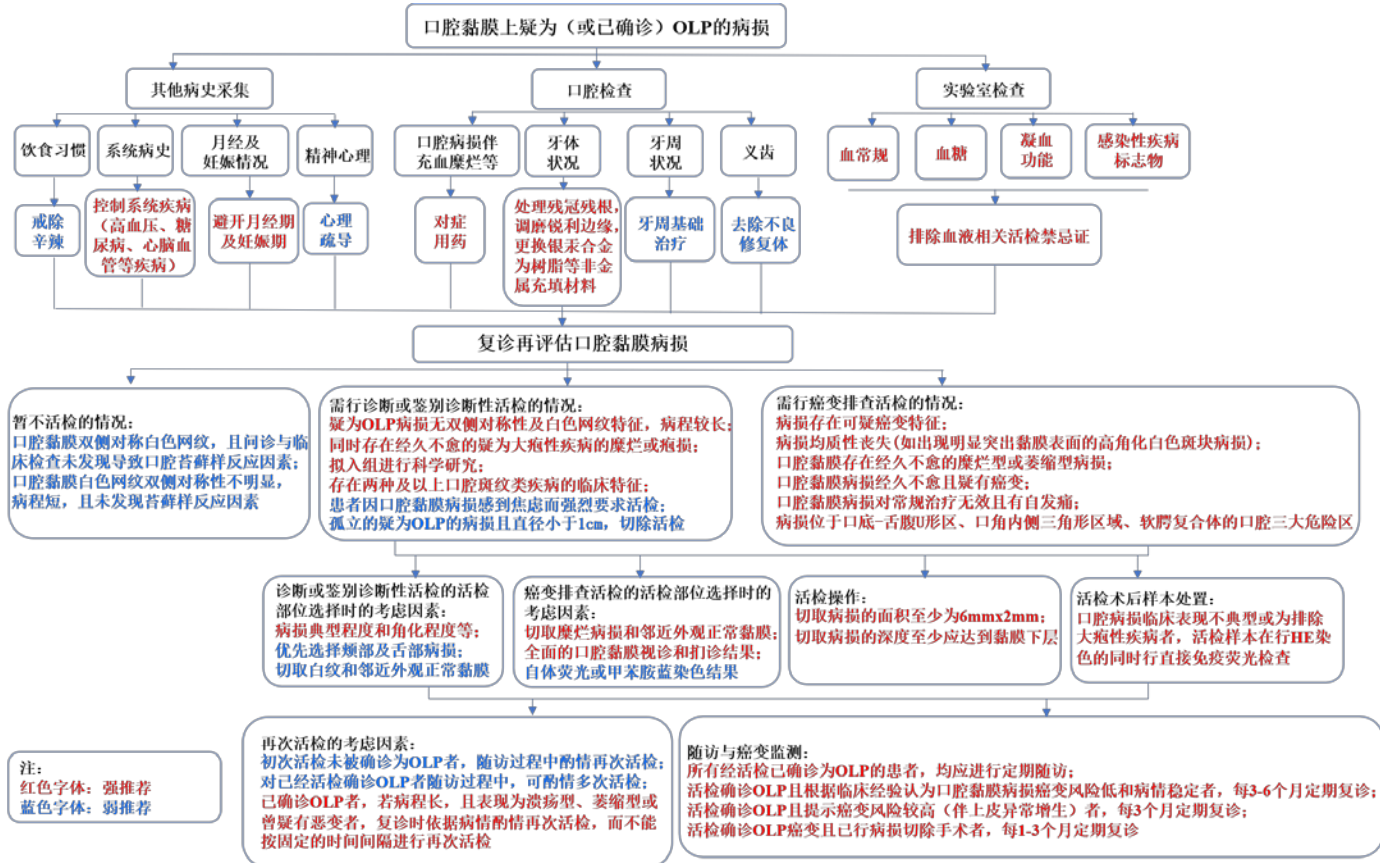 口腔黏膜上疑为（或已确诊）OLP的病损
其他病史采集
口腔检查
实验室检查
饮食习惯
系统病史
月经及
妊娠情况
精神心理
口腔病损伴
充血糜烂等
牙体
状况
牙周
状况
义齿
血常规
血糖
凝血
功能
感染性疾病
标志物
戒除
辛辣
控制系统疾病
（高血压、糖
尿病、心脑血
管等疾病）
避开月经期
及妊娠期
心理
疏导
对症
用药
处理残冠残根，
调磨锐利边缘，
更换银汞合金
为树脂等非金
属充填材料
牙周基础
治疗
去除不良
修复体
排除血液相关活检禁忌证
复诊再评估口腔黏膜病损
暂不活检的情况：
口腔黏膜双侧对称白色网纹，且问诊与临
床检查未发现导致口腔苔藓样反应因素；
口腔黏膜白色网纹双侧对称性不明显，
病程短，且未发现苔藓样反应因素
需行诊断或鉴别诊断性活检的情况：
疑为OLP病损无双侧对称性及白色网纹特征，病程较长；
同时存在经久不愈的疑为大疱性疾病的糜烂或疱损；
拟入组进行科学研究；
存在两种及以上口腔斑纹类疾病的临床特征；
患者因口腔黏膜病损感到焦虑而强烈要求活检；
孤立的疑为OLP的病损且直径小于1cm，切除活检
需行癌变排查活检的情况：
病损存在可疑癌变特征；
病损均质性丧失(如出现明显突出黏膜表面的高角化白色斑块病损)；
口腔黏膜存在经久不愈的糜烂型或萎缩型病损；
口腔黏膜病损经久不愈且疑有癌变；
口腔黏膜病损对常规治疗无效且有自发痛；
病损位于口底-舌腹U形区、口角内侧三角形区域、软腭复合体的口腔三大危险区
诊断或鉴别诊断性活检的活检
部位选择时的考虑因素：
病损典型程度和角化程度等；
优先选择颊部及舌部病损；
切取白纹和邻近外观正常黏膜
癌变排查活检的活检部位选择时的
考虑因素：
切取糜烂病损和邻近外观正常黏膜；
全面的口腔黏膜视诊和扪诊结果；
自体荧光或甲苯胺蓝染色结果
活检操作：
切取病损的面积至少为6mmx2mm；
切取病损的深度至少应达到黏膜下层
活检术后样本处置：
口腔病损临床表现不典型或为排除
大疱性疾病者，活检样本在行HE染
色的同时行直接免疫荧光检查
再次活检的考虑因素：
初次活检未被确诊为OLP者，随访过程中酌情再次活检；
对已经活检确诊OLP者随访过程中，可酌情多次活检；
已确诊OLP者，若病程长，且表现为溃疡型、萎缩型或
曾疑有恶变者，复诊时依据病情酌情再次活检，而不能
按固定的时间间隔进行再次活检
随访与癌变监测：
所有经活检已确诊为OLP的患者，均应进行定期随访；
活检确诊OLP且根据临床经验认为口腔黏膜病损癌变风险低和病情稳定者，每3-6个月定期复诊；
活检确诊OLP且提示癌变风险较高（伴上皮异常增生）者，每3个月定期复诊；
活检确诊OLP癌变且已行病损切除手术者，每1-3个月定期复诊
注：
红色字体：强推荐
蓝色字体：弱推荐